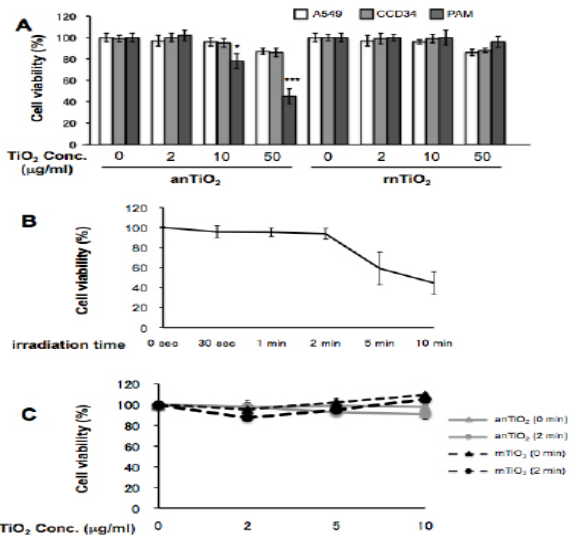 A
A549 CCD34 PAM
Cell viability (%)
120
100
80
60
40
20
0
*
***
TiO2 Conc. (μg/ml)
0 2 10 50 0 2 10 50
anTiO2 rnTiO2
B
Cell viability (%)
120
100
80
60
40
20
0
irradiation time
0 sec 30 sec 1 min 2 min 5 min 10 min
C
Cell viability (%)
120
100
80
60
40
20
0
anTiO2 (0 min)
anTiO2 (2 min)
rnTiO2 (0 min)
rnTiO2 (2 min)
TiO2 Conc. (μg/ml)
0 2 5 10